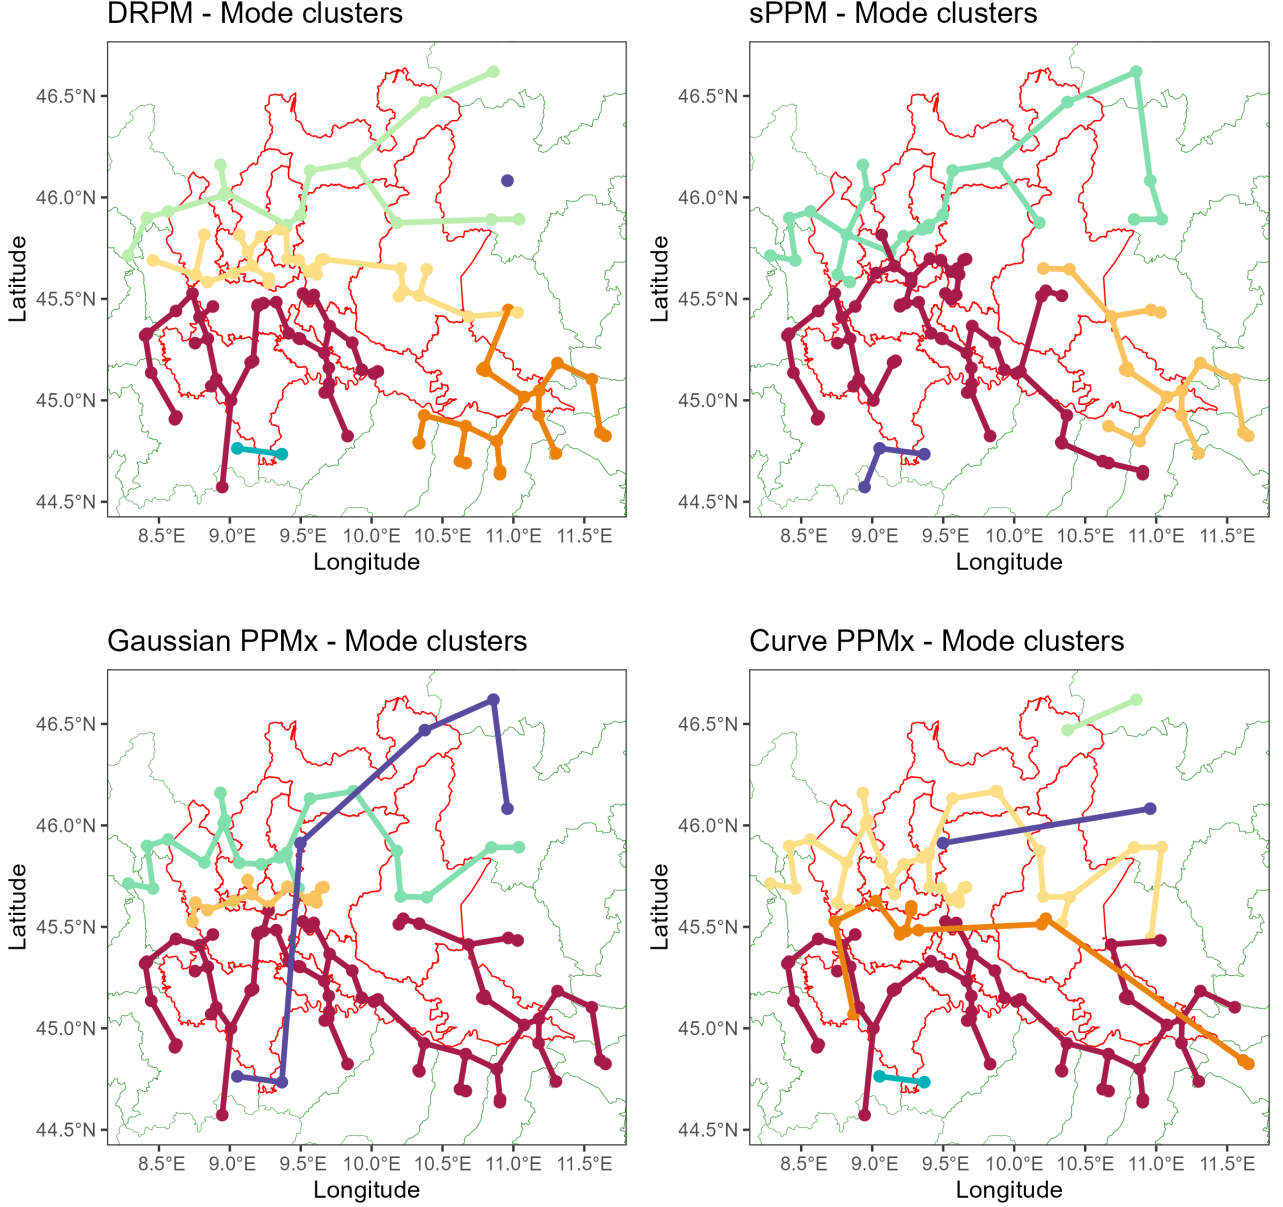 DRPM - Mode clusters
46.5°N
46.0°N
45.5°N
45.0°N
44.5°N
Latitude
8.5°E 9.0°E 9.5°E 10.0°E 10.5°E 11.0°E 11.5°E
Longitude
sPPM - Mode clusters
46.5°N
46.0°N
45.5°N
45.0°N
44.5°N
Latitude
8.5°E 9.0°E 9.5°E 10.0°E 10.5°E 11.0°E 11.5°E
Longitude
Gaussian PPMx - Mode clusters
46.5°N
46.0°N
45.5°N
45.0°N
44.5°N
Latitude
8.5°E 9.0°E 9.5°E 10.0°E 10.5°E 11.0°E 11.5°E
Longitude
Curve PPMx - Mode clusters
46.5°N
46.0°N
45.5°N
45.0°N
44.5°N
Latitude
8.5°E 9.0°E 9.5°E 10.0°E 10.5°E 11.0°E 11.5°E
Longitude